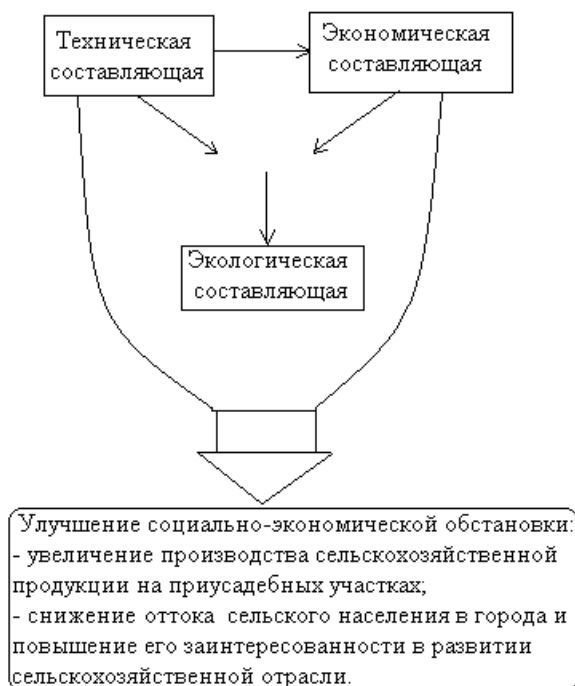 Техническая
составляющая
Экономическая
составляющая
Экологическая
составляющая
Улучшение социально-экономической обстановки:
- увеличение производства сельскохозяйственной
продукции на приусадебных участках;
- снижение оттока сельского населения в города и
повышение его заинтересованности в развитии
сельскохозяйственной отрасли.